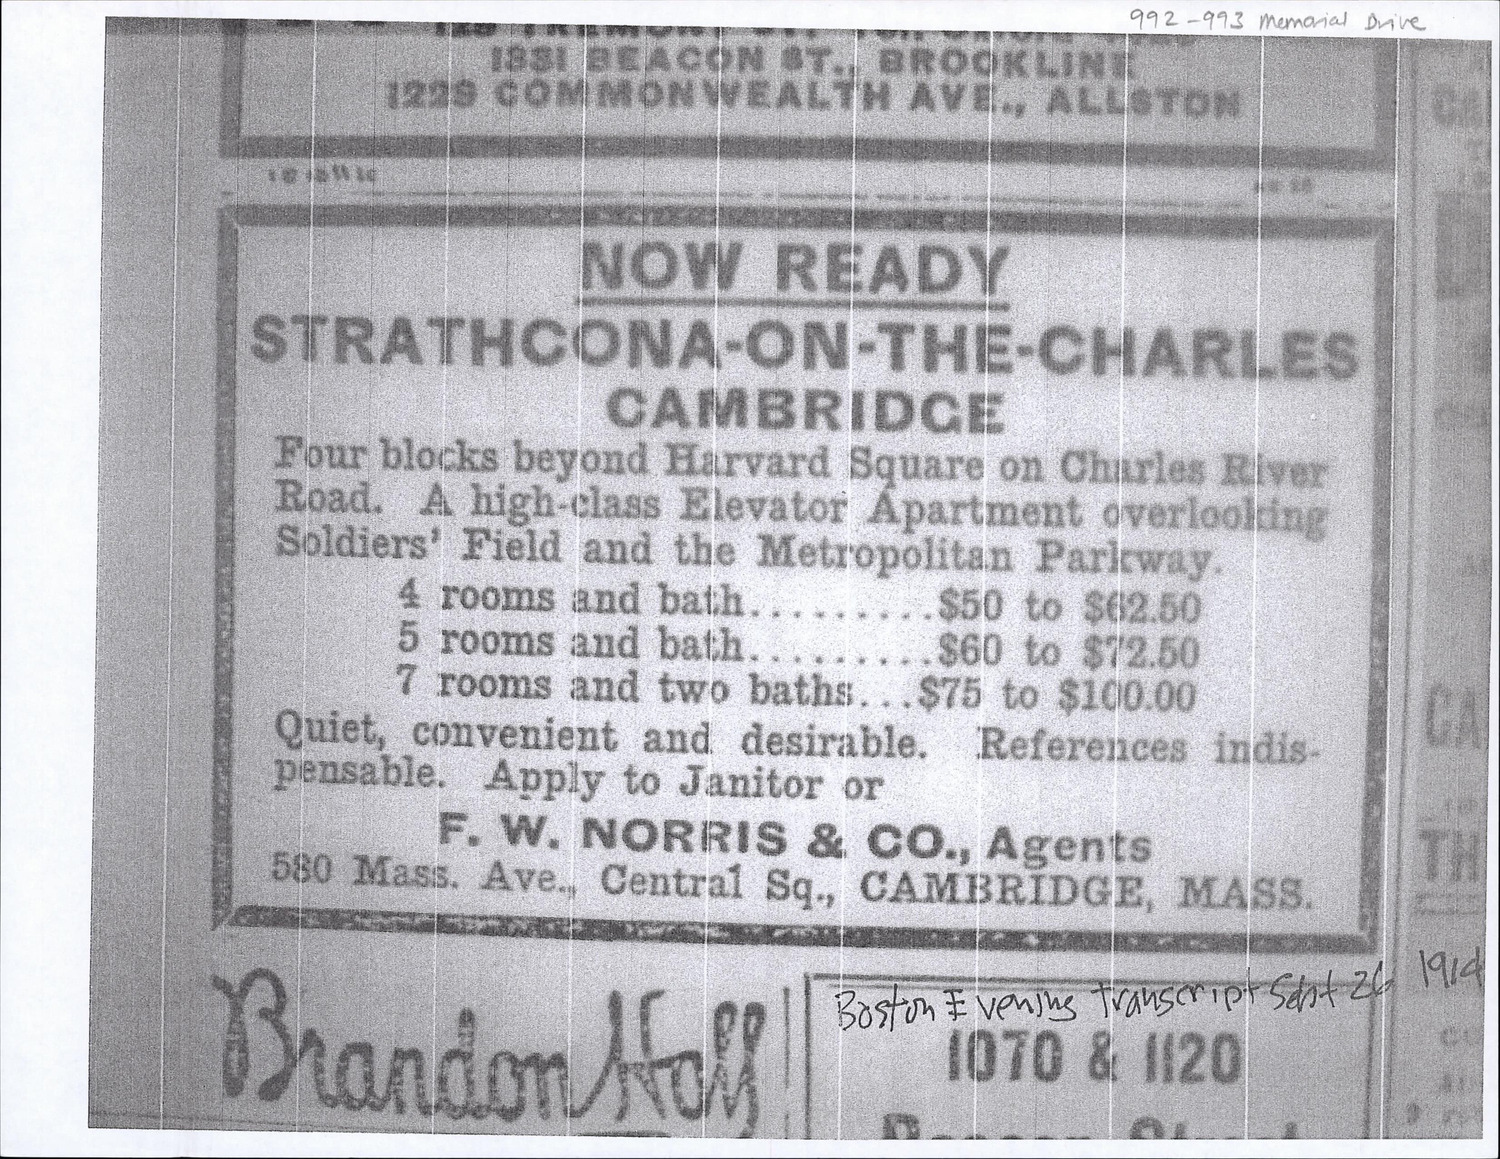 992-993 Memorial Drive
1331 BEACON ST., BROOKLINE
1229 COMMONWEALTH AVE., ALLSTON
NOW READY
STRATHCONA-ON-THE-CHARLES
CAMBRIDGE
Four blocks beyond Harvard Square on Charles River
Road. A high-class Elevator Apartment overlooking
Soldiers' Field and the Metropolitan Parkway.
4 rooms and bath.........$50 to $62.50
5 rooms and bath.........$60 to $72.50
7 rooms and two baths...$75 to $100.00
Quiet, convenient and desirable. References indis-
pensable. Apply to Janitor or
F. W. NORRIS & CO., Agents
580 Mass. Ave., Central Sq., CAMBRIDGE, MASS.
Boston Evening Transcript Sept 26 1914
Brandon Hall
1070 & 1120
Beacon Street
CA
TH